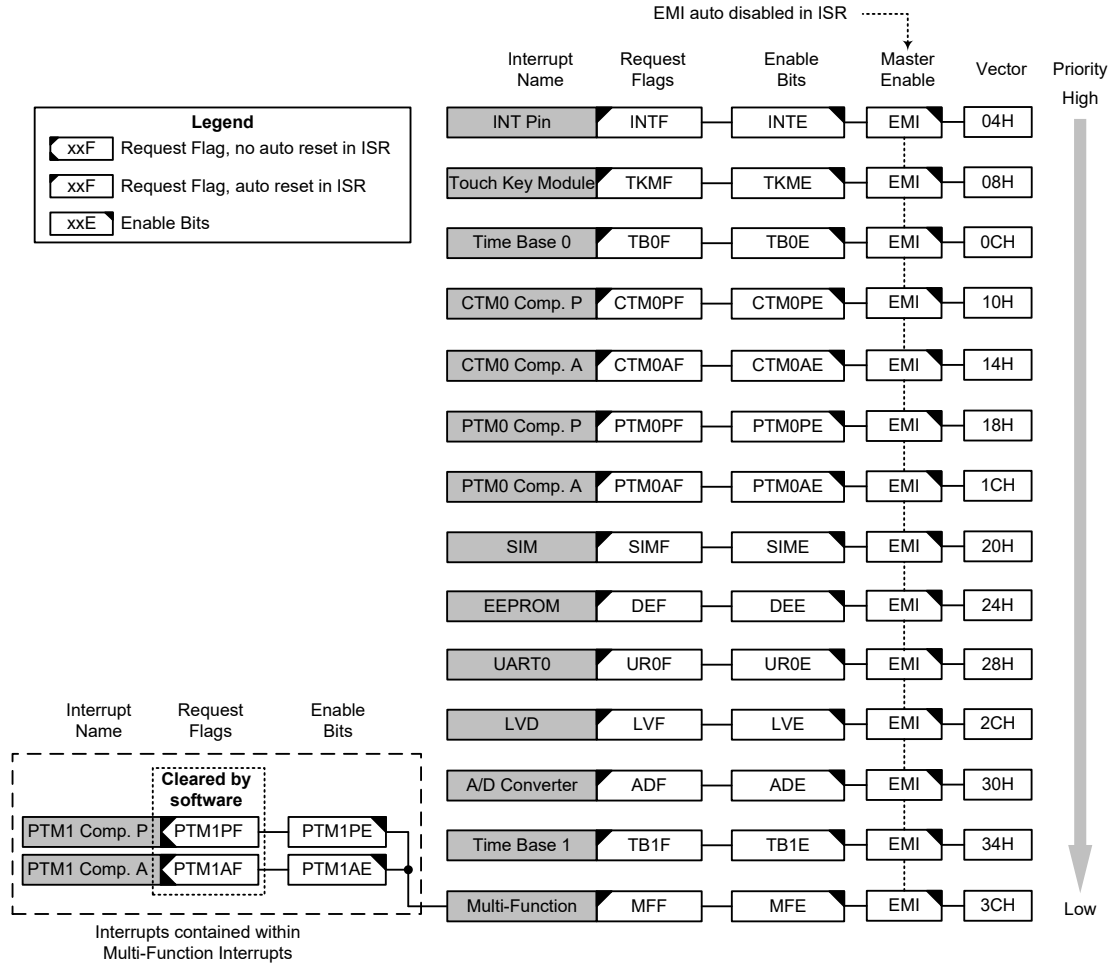 EMI auto disabled in ISR
Interrupt Name
Request Flags
Enable Bits
Master Enable
Vector
Priority
High
Legend
xxF Request Flag, no auto reset in ISR
xxF Request Flag, auto reset in ISR
xxE Enable Bits
INT Pin INTF INTE EMI 04H
Touch Key Module TKMF TKME EMI 08H
Time Base 0 TB0F TB0E EMI 0CH
CTM0 Comp. P CTM0PF CTM0PE EMI 10H
CTM0 Comp. A CTM0AF CTM0AE EMI 14H
PTM0 Comp. P PTM0PF PTM0PE EMI 18H
PTM0 Comp. A PTM0AF PTM0AE EMI 1CH
SIM SIMF SIME EMI 20H
EEPROM DEF DEE EMI 24H
UART0 UR0F UR0E EMI 28H
LVD LVF LVE EMI 2CH
A/D Converter ADF ADE EMI 30H
Time Base 1 TB1F TB1E EMI 34H
Multi-Function MFF MFE EMI 3CH
Low
Interrupt Name
Request Flags
Enable Bits
Cleared by
software
PTM1 Comp. P PTM1PF PTM1PE
PTM1 Comp. A PTM1AF PTM1AE
Interrupts contained within
Multi-Function Interrupts